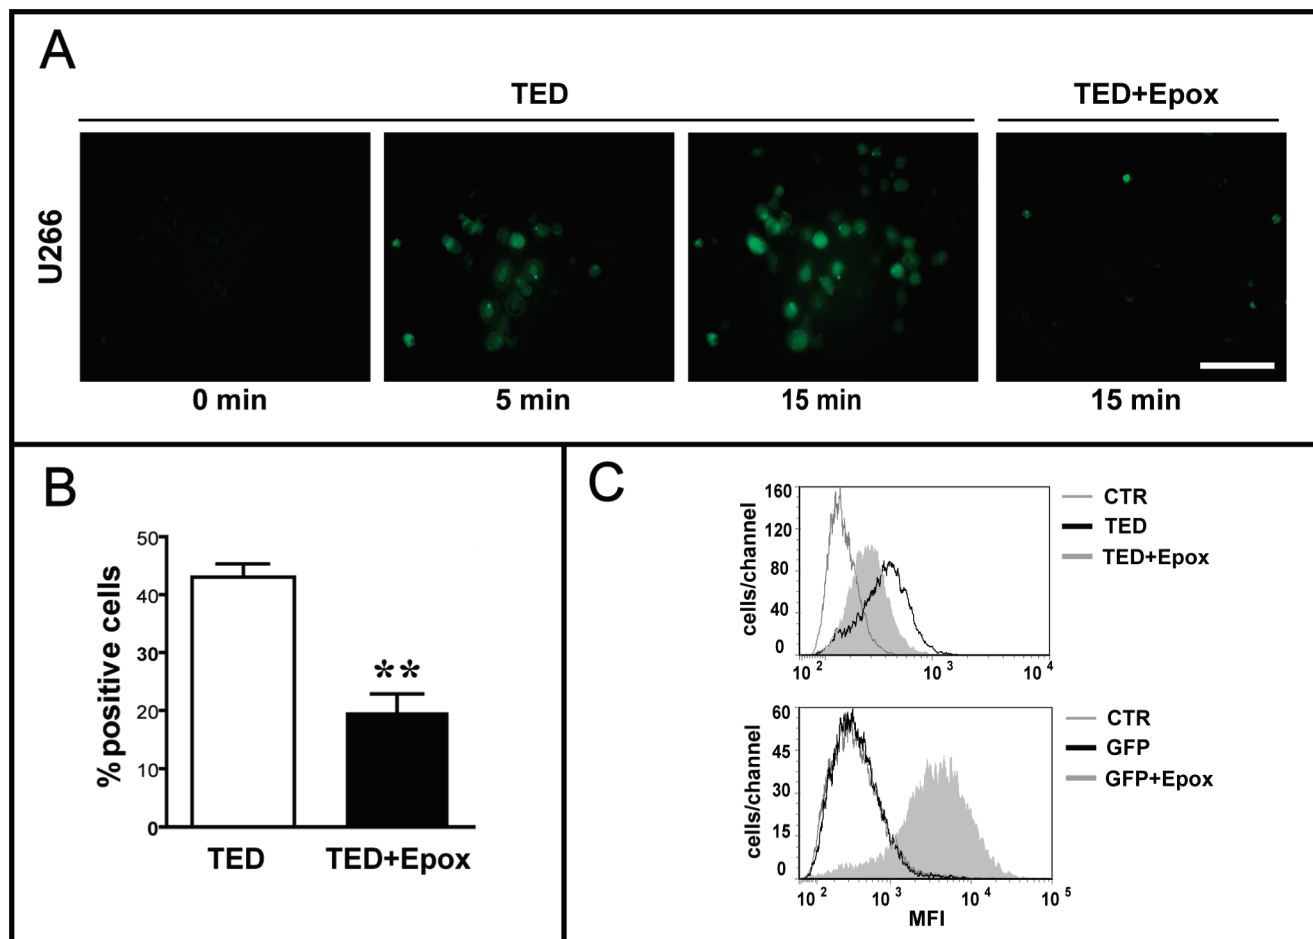 A
TED
TED+Epox
U266
0 min
5 min
15 min
15 min
B
% positive cells
50
40
30
20
10
0
**
TED
TED+Epox
C
cells/channel
160
120
80
40
0
10 2
10 3
10 4
CTR
TED
TED+Epox
cells/channel
60
45
30
15
0
10 2
10 3
10 4
10 5
MFI
CTR
GFP
GFP+Epox